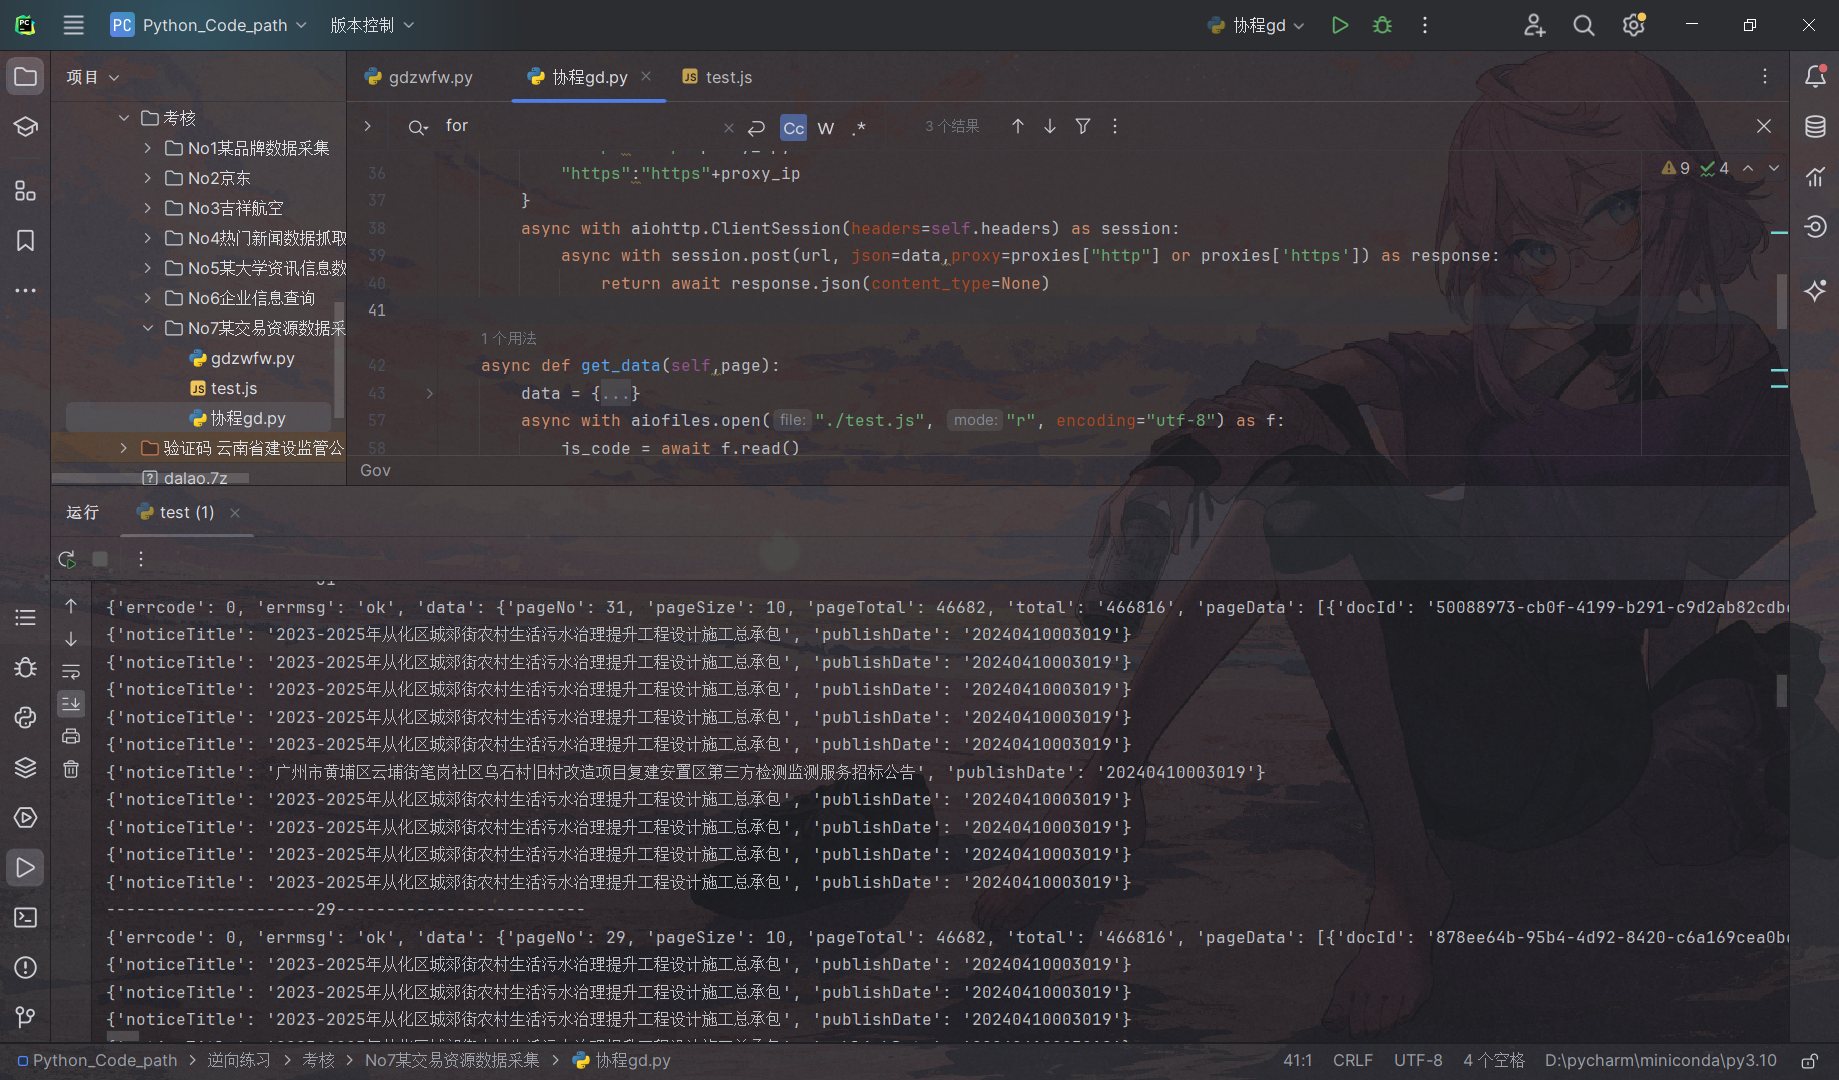 PC Python_Code_path 版本控制 协程gd
项目
考核
No1某品牌数据采集
No2京东
No3吉祥航空
No4热门新闻数据抓取
No5某大学资讯信息数
No6企业信息查询
No7某交易资源数据采
gdzwfw.py
JS test.js
协程gd.py
验证码 云南省建设监管公
dalao.7z
gdzwfw.py 协程gd.py JS test.js
for Cc W .* 3 个结果
9 4
36 "https":"https"+proxy_ip
37 }
38 async with aiohttp.ClientSession(headers=self.headers) as session:
39 async with session.post(url, json=data,proxy=proxies["http"] or proxies['https']) as response:
40 return await response.json(content_type=None)
41
1 个用法
42 async def get_data(self,page):
43 data = {...}
57 async with aiofiles.open( file: "./test.js", mode: "r", encoding="utf-8") as f:
58 js_code = await f.read()
Gov
运行 test (1)
{'errcode': 0, 'errmsg': 'ok', 'data': {'pageNo': 31, 'pageSize': 10, 'pageTotal': 46682, 'total': '466816', 'pageData': [{'docId': '50088973-cb0f-4199-b291-c9d2ab82cdb
{'noticeTitle': '2023-2025年从化区城郊街农村生活污水治理提升工程设计施工总承包', 'publishDate': '20240410003019'}
{'noticeTitle': '2023-2025年从化区城郊街农村生活污水治理提升工程设计施工总承包', 'publishDate': '20240410003019'}
{'noticeTitle': '2023-2025年从化区城郊街农村生活污水治理提升工程设计施工总承包', 'publishDate': '20240410003019'}
{'noticeTitle': '2023-2025年从化区城郊街农村生活污水治理提升工程设计施工总承包', 'publishDate': '20240410003019'}
{'noticeTitle': '2023-2025年从化区城郊街农村生活污水治理提升工程设计施工总承包', 'publishDate': '20240410003019'}
{'noticeTitle': '广州市黄埔区云埔街笔岗社区乌石村旧村改造项目复建安置区第三方检测监测服务招标公告', 'publishDate': '20240410003019'}
{'noticeTitle': '2023-2025年从化区城郊街农村生活污水治理提升工程设计施工总承包', 'publishDate': '20240410003019'}
{'noticeTitle': '2023-2025年从化区城郊街农村生活污水治理提升工程设计施工总承包', 'publishDate': '20240410003019'}
{'noticeTitle': '2023-2025年从化区城郊街农村生活污水治理提升工程设计施工总承包', 'publishDate': '20240410003019'}
{'noticeTitle': '2023-2025年从化区城郊街农村生活污水治理提升工程设计施工总承包', 'publishDate': '20240410003019'}
---------------------29-------------------------
{'errcode': 0, 'errmsg': 'ok', 'data': {'pageNo': 29, 'pageSize': 10, 'pageTotal': 46682, 'total': '466816', 'pageData': [{'docId': '878ee64b-95b4-4d92-8420-c6a169cea0b
{'noticeTitle': '2023-2025年从化区城郊街农村生活污水治理提升工程设计施工总承包', 'publishDate': '20240410003019'}
{'noticeTitle': '2023-2025年从化区城郊街农村生活污水治理提升工程设计施工总承包', 'publishDate': '20240410003019'}
{'noticeTitle': '2023-2025年从化区城郊街农村生活污水治理提升工程设计施工总承包', 'publishDate': '20240410003019'}
Python_Code_path > 逆向练习 > 考核 > No7某交易资源数据采集 > 协程gd.py 41:1 CRLF UTF-8 4 个空格 D:\pycharm\miniconda\py3.10